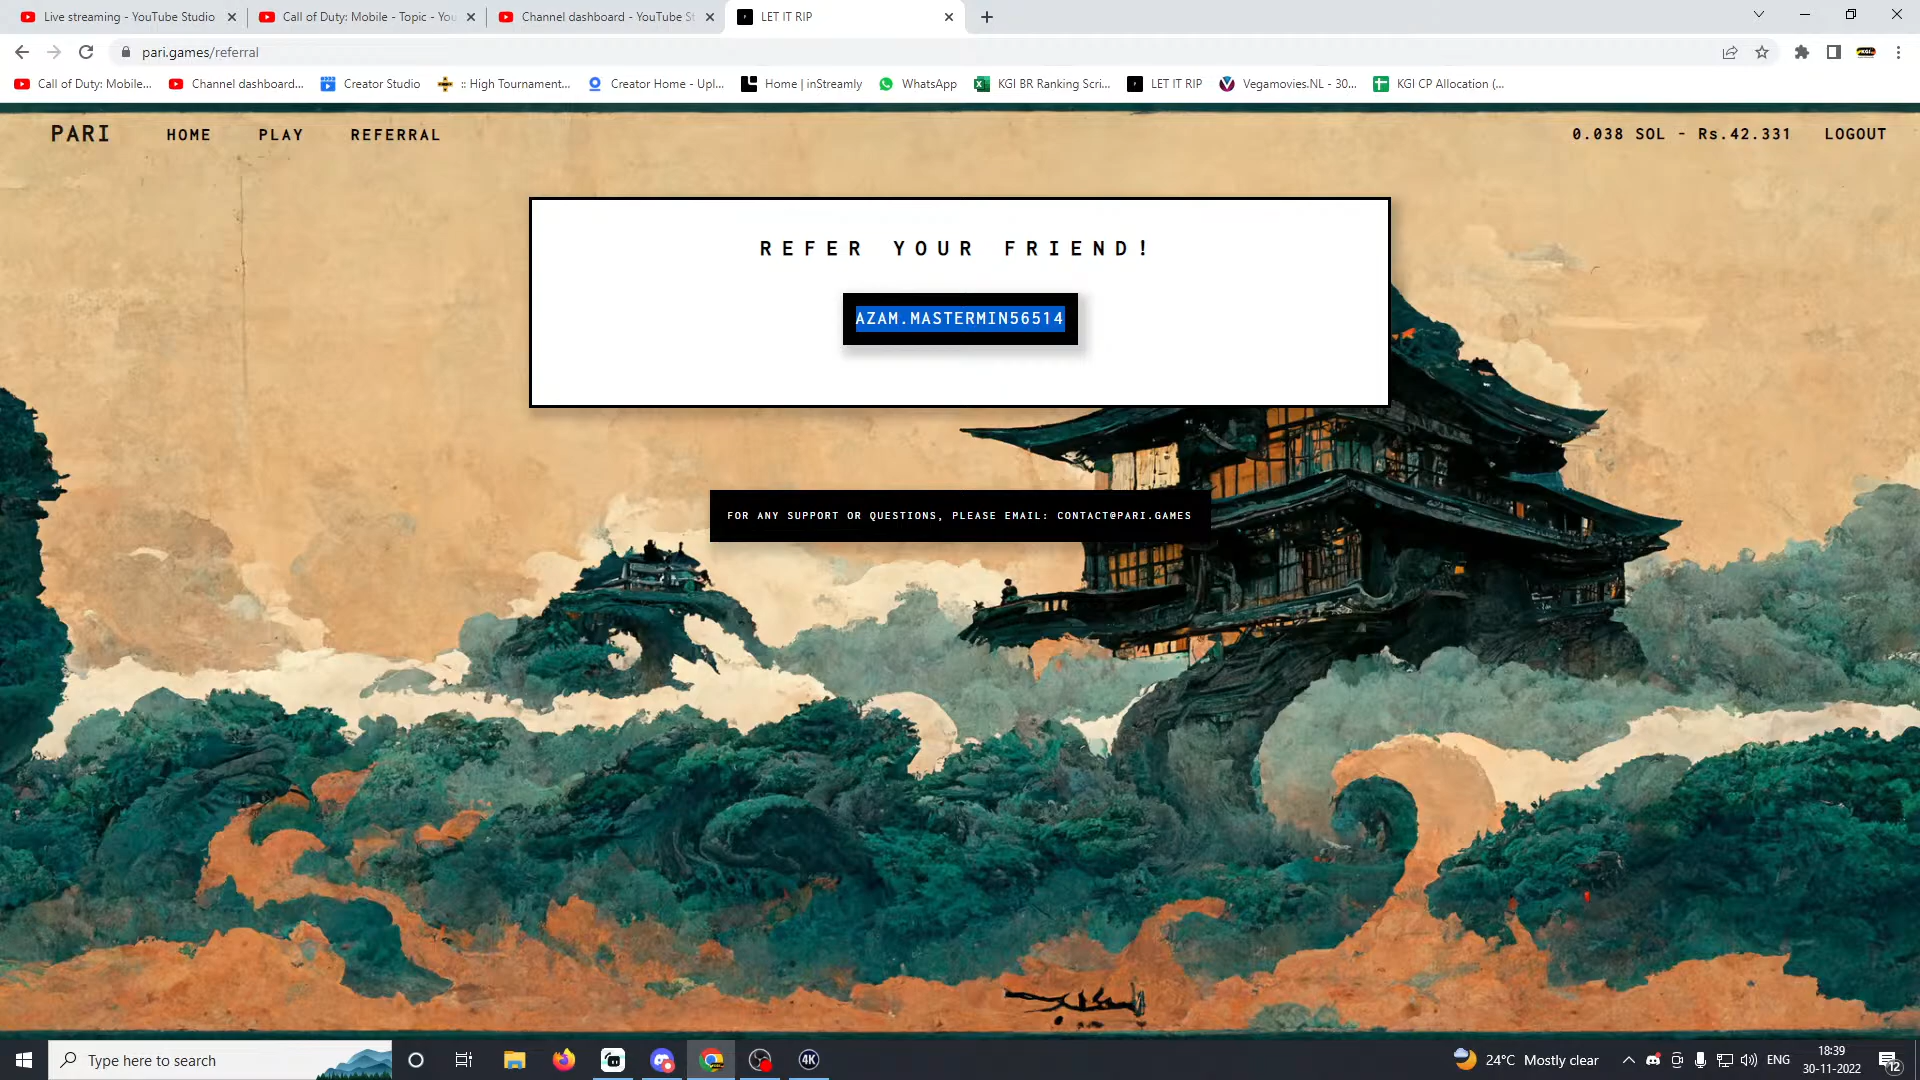 Live streaming - YouTube Studio
Call of Duty: Mobile - Topic - You
Channel dashboard - YouTube St
LET IT RIP
pari.games/referral
Call of Duty: Mobile...
Channel dashboard...
Creator Studio
:: High Tournament...
Creator Home - Upl...
Home | inStreamly
WhatsApp
KGI BR Ranking Scri...
LET IT RIP
Vegamovies.NL - 30...
KGI CP Allocation (...
PARI
HOME
PLAY
REFERRAL
0.038 SOL - Rs.42.331
LOGOUT
REFER YOUR FRIEND!
AZAM.MASTERMIN56514
FOR ANY SUPPORT OR QUESTIONS, PLEASE EMAIL: CONTACT@PARI.GAMES
Type here to search
4K
24°C Mostly clear
ENG
18:39
30-11-2022
12